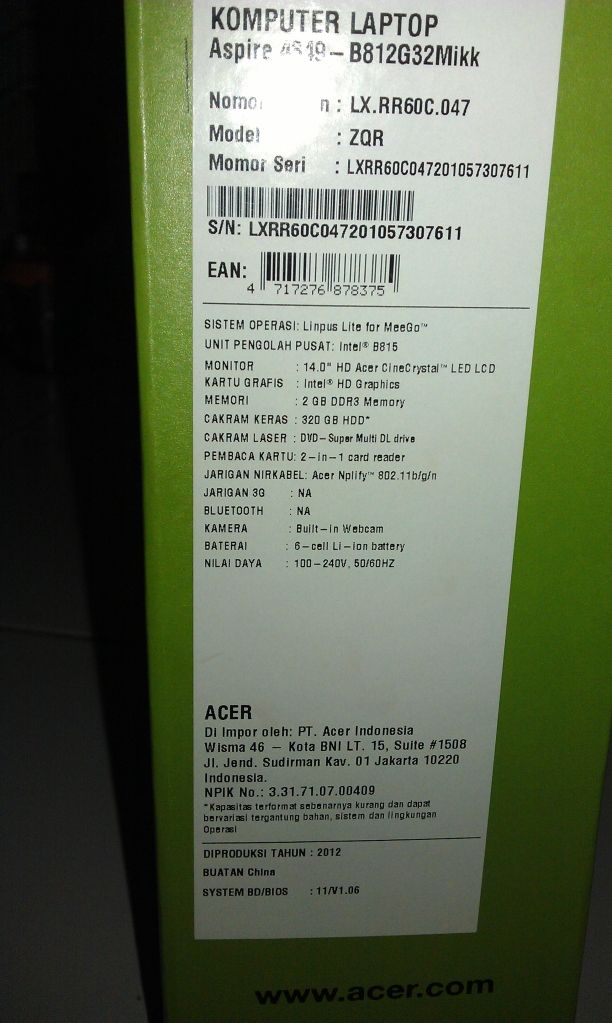 KOMPUTER LAPTOP
Aspire – B812G32Mikk
: LX.RR60C.047
Model : ZQR
Momor Seri : LXRR60C047201057307611
S/N: LXRR60C047201057307611
EAN:
4 717276 878375
SISTEM OPERASI: Linpus Lite for MeeGo™
UNIT PENGOLAH PUSAT: Intel® B815
MONITOR : 14.0" HD Acer CineCrystal™ LED LCD
KARTU GRAFIS : Intel® HD Graphics
MEMORI : 2 GB DDR3 Memory
CAKRAM KERAS : 320 GB HDD*
CAKRAM LASER : DVD–Super Multi DL drive
PEMBACA KARTU: 2–in–1 card reader
JARIGAN NIRKABEL: Acer Nplify™ 802.11b/g/n
JARIGAN 3G : NA
BLUETOOTH : NA
KAMERA : Built–in Webcam
BATERAI : 6–cell Li–ion battery
NILAI DAYA : 100–240V, 50/60HZ
ACER
Di Impor oleh: PT. Acer Indonesia
Wisma 46 – Kota BNI LT. 15, Suite #1508
Jl. Jend. Sudirman Kav. 01 Jakarta 10220
Indonesia.
NPIK No.: 3.31.71.07.00409
*Kapasitas terformat sebenarnya kurang dan dapat
bervariasi tergantung bahan, sistem dan lingkungan
Operasi
DIPRODUKSI TAHUN : 2012
BUATAN China
SYSTEM BD/BIOS : 11/V1.06
www.acer.com